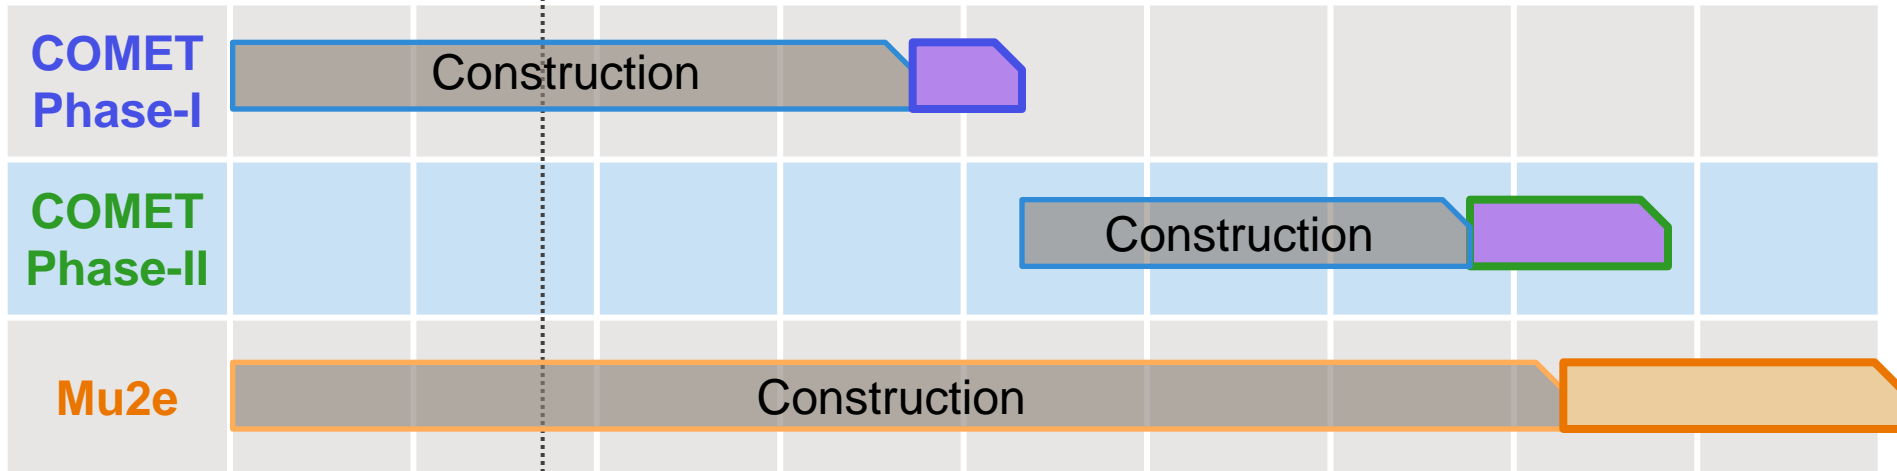 COMET
Phase-I
Construction
COMET
Phase-II
Construction
Mu2e
Construction